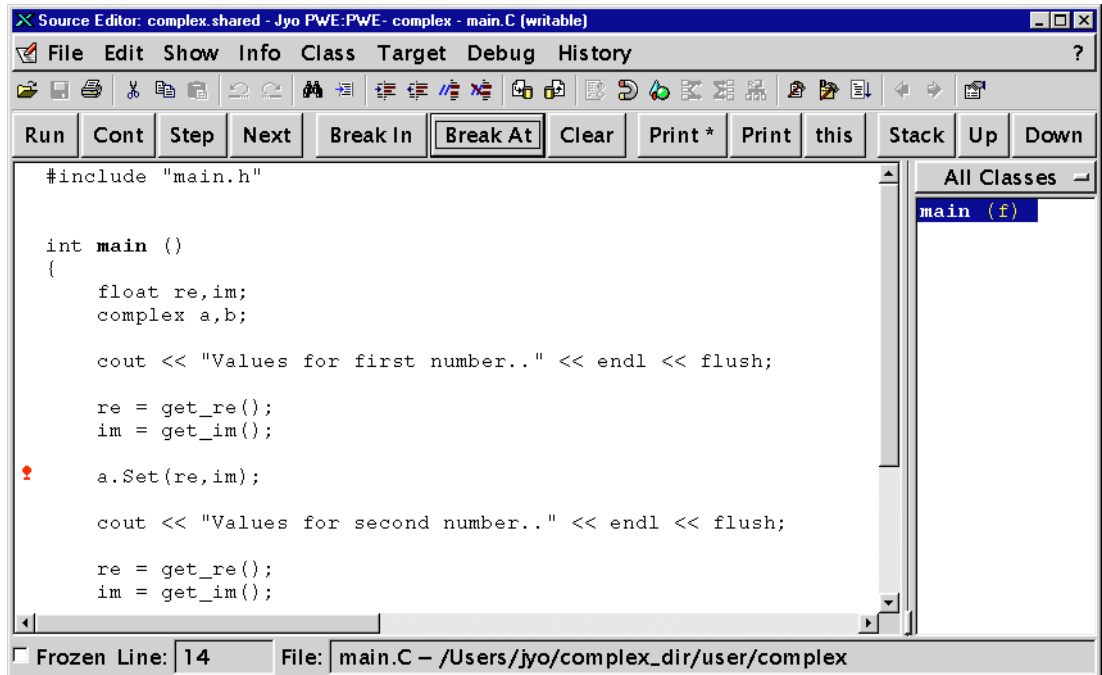 Source Editor: complex.shared - Jyo PWE:PWE- complex - main.C (writable)
File Edit Show Info Class Target Debug History ?
Run Cont Step Next Break In Break At Clear Print * Print this Stack Up Down
#include "main.h"
All Classes
main (f)
int main ()
{
float re,im;
complex a,b;
cout << "Values for first number.." << endl << flush;
re = get_re();
im = get_im();
a.Set(re,im);
cout << "Values for second number.." << endl << flush;
re = get_re();
im = get_im();
Frozen Line: 14 File: main.C – /Users/jyo/complex_dir/user/complex